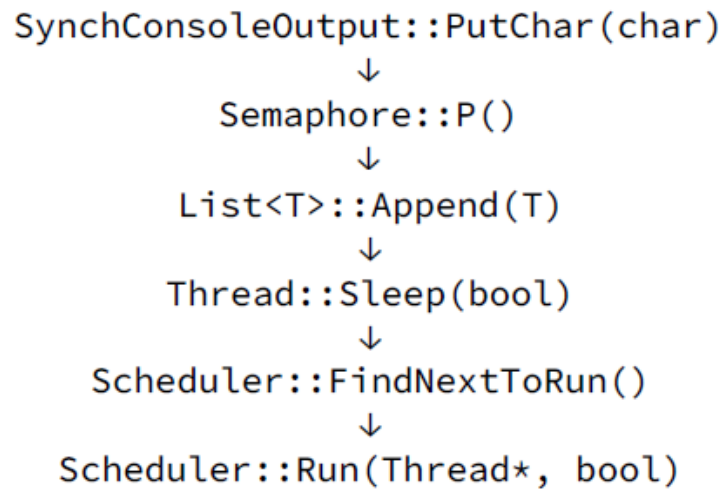 SynchConsoleOutput::PutChar(char)
↓
Semaphore::P()
↓
List<T>::Append(T)
↓
Thread::Sleep(bool)
↓
Scheduler::FindNextToRun()
↓
Scheduler::Run(Thread*, bool)